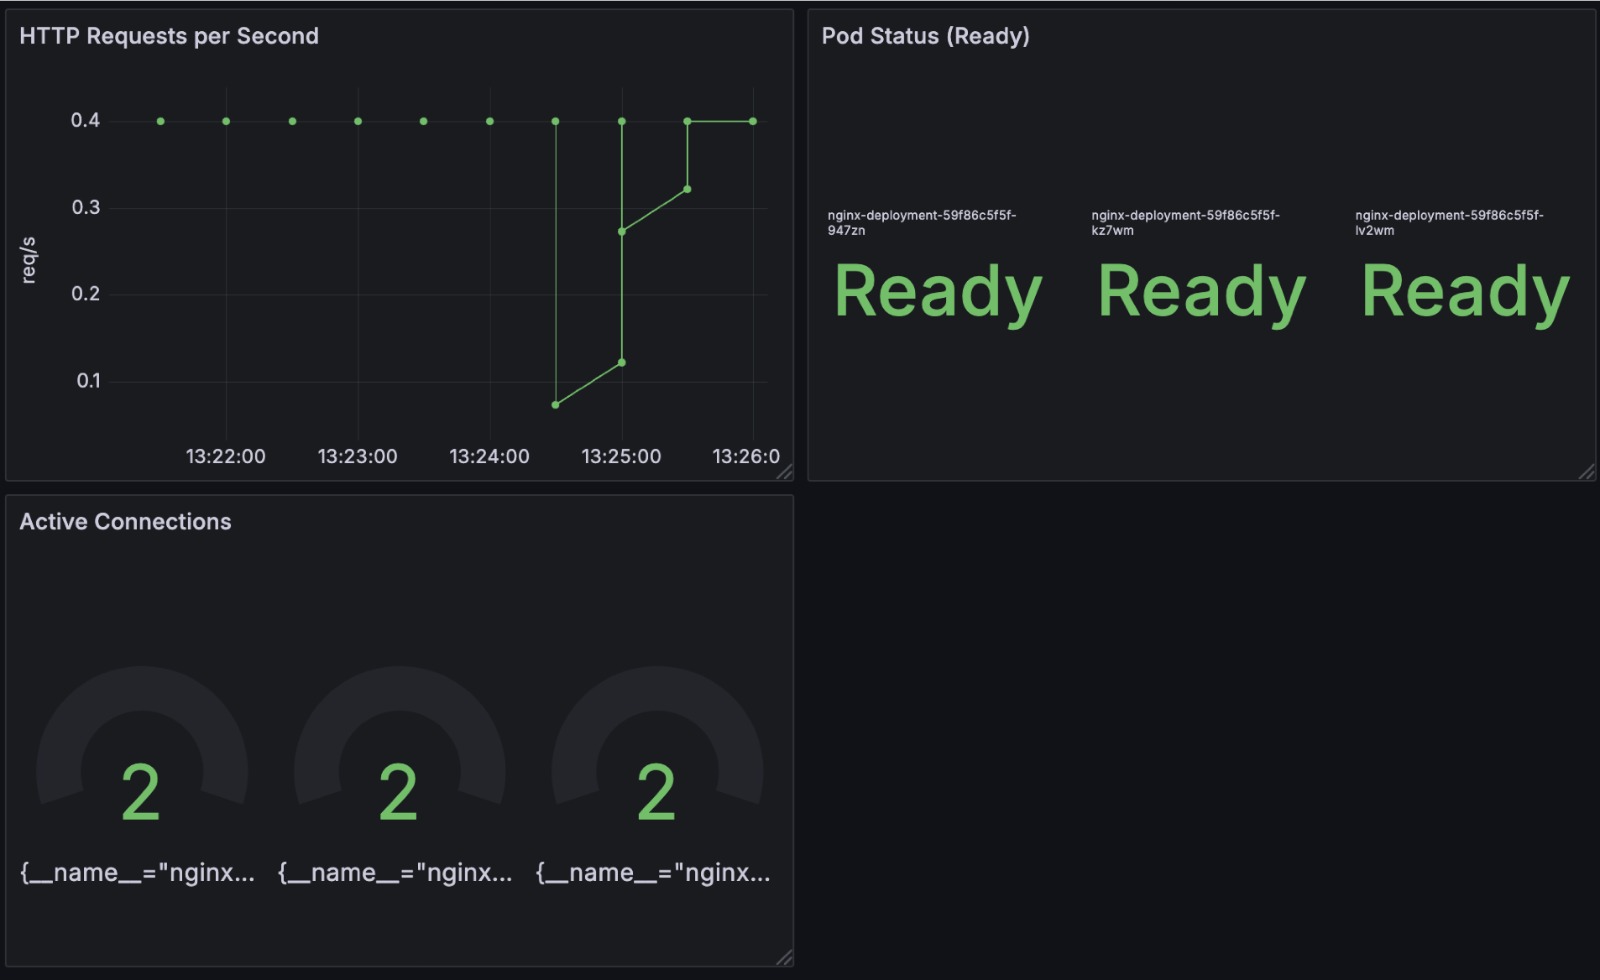 HTTP Requests per Second
0.4
0.3
0.2
0.1
req/s
13:22:00
13:23:00
13:24:00
13:25:00
13:26:0
Pod Status (Ready)
nginx-deployment-59f86c5f5f-
947zn
Ready
nginx-deployment-59f86c5f5f-
kz7wm
Ready
nginx-deployment-59f86c5f5f-
lv2wm
Ready
Active Connections
2
{__name__="nginx...
2
{__name__="nginx...
2
{__name__="nginx...